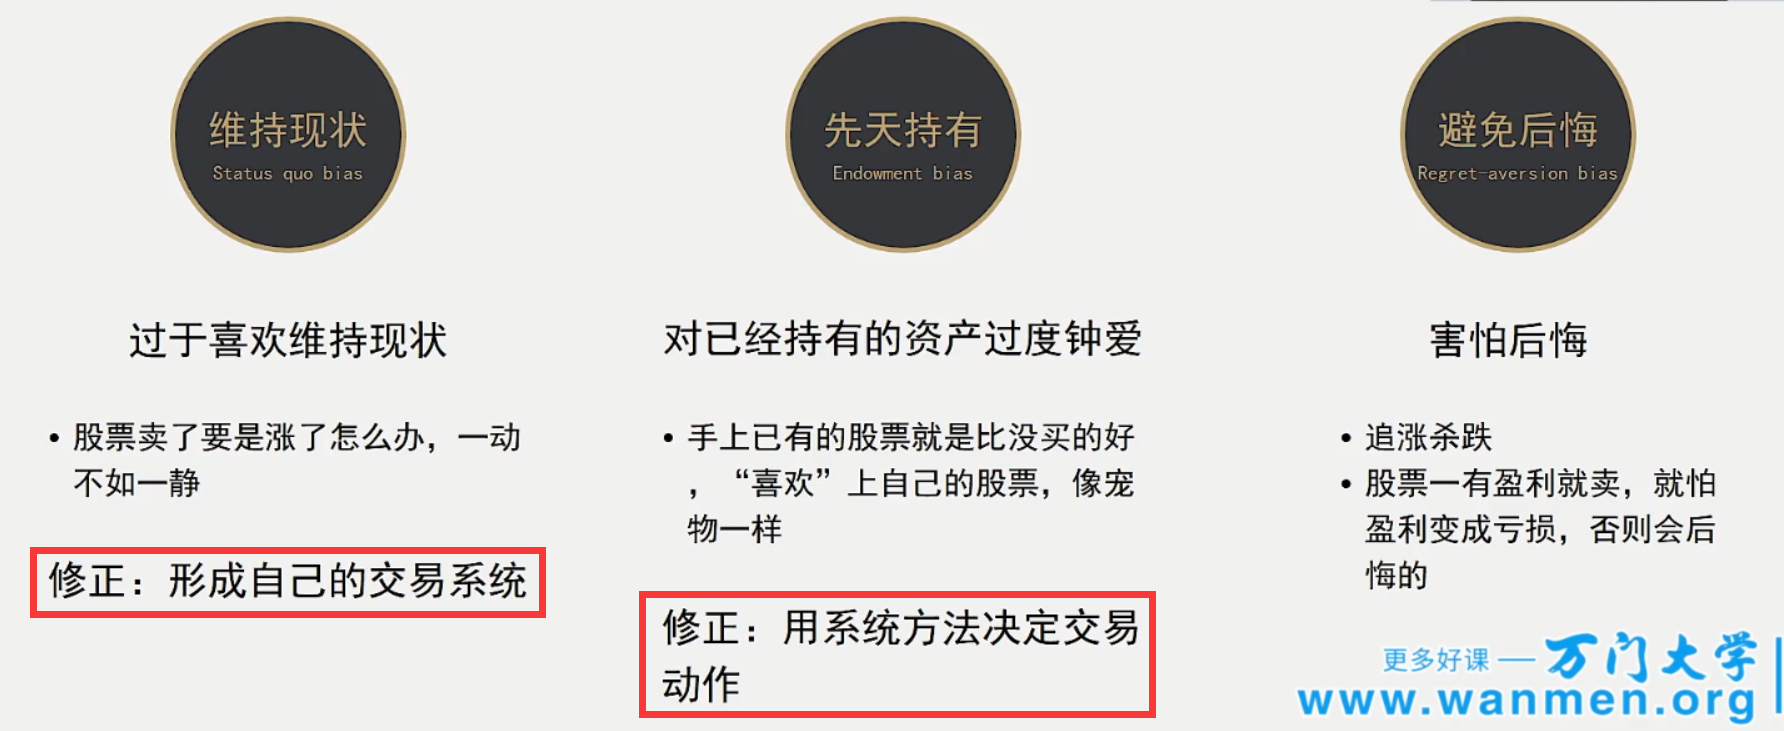 维持现状
Status quo bias
过于喜欢维持现状
• 股票卖了要是涨了怎么办，一动
不如一静
修正：形成自己的交易系统
先天持有
Endowment bias
对已经持有的资产过度钟爱
• 手上已有的股票就是比没买的好
，“喜欢”上自己的股票，像宠
物一样
修正：用系统方法决定交易
动作
避免后悔
Regret-aversion bias
害怕后悔
• 追涨杀跌
• 股票一有盈利就卖，就怕
盈利变成亏损，否则会后
悔的
更多好课——万门大学
www.wanmen.org